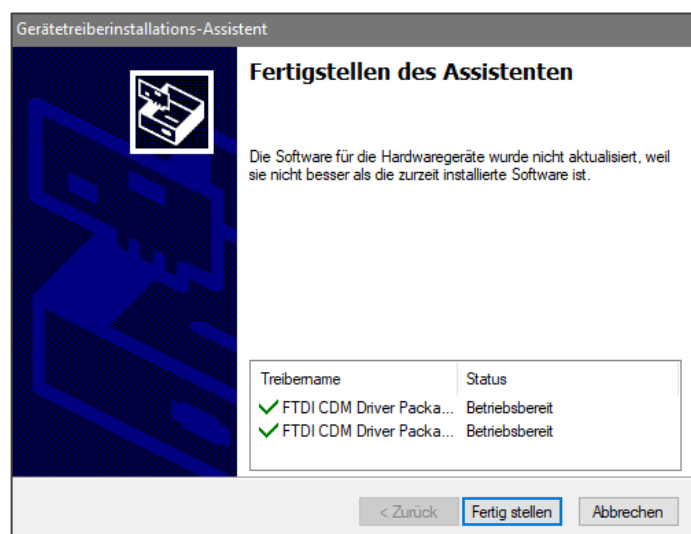 Gerätetreiberinstallations-Assistent
Fertigstellen des Assistenten
Die Software für die Hardwaregeräte wurde nicht aktualisiert, weil
sie nicht besser als die zurzeit installierte Software ist.
Treibername Status
FTDI CDM Driver Packa... Betriebsbereit
FTDI CDM Driver Packa... Betriebsbereit
< Zurück Fertig stellen Abbrechen